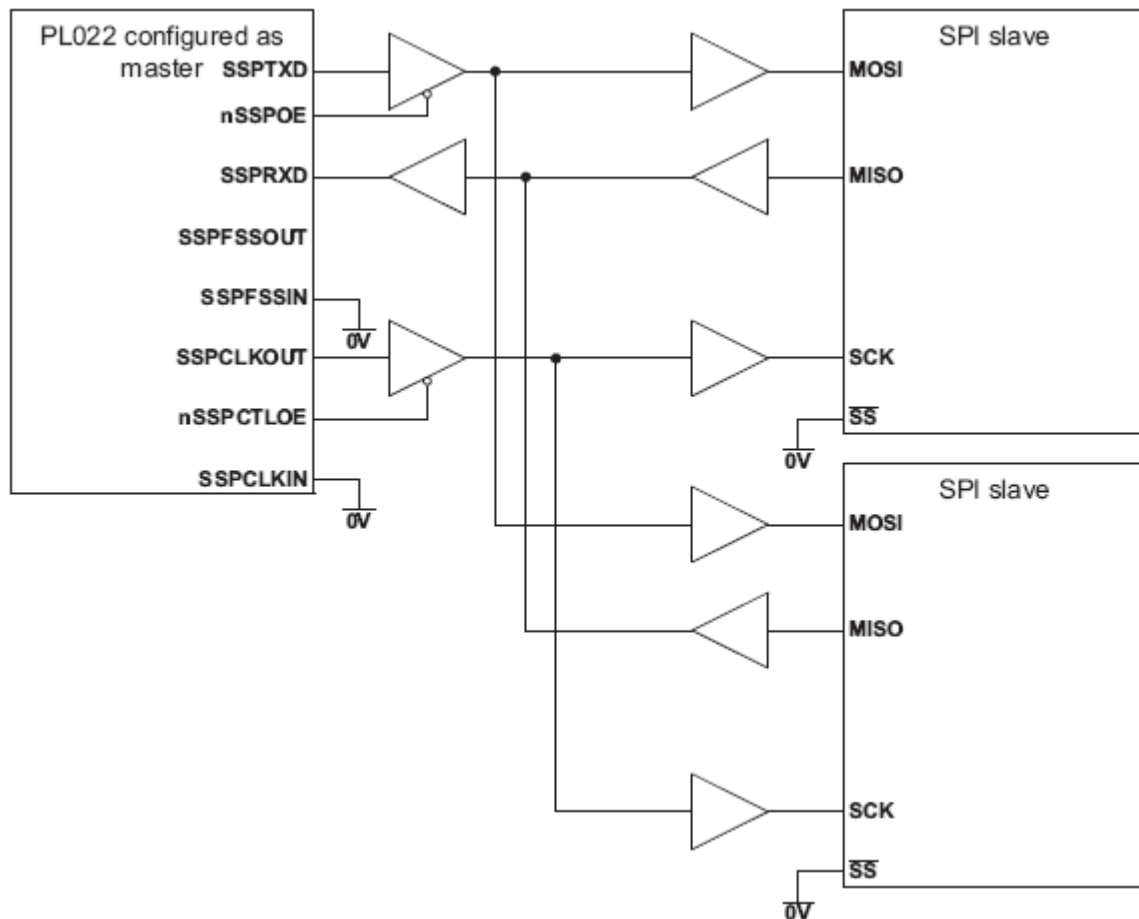 PL022 configured as
master
SSPTXD
nSSPOE
SSPRXD
SSPFSSOUT
SSPFSSIN
0V
SSPCLKOUT
nSSPCTLOE
SSPCLKIN
0V
SPI slave
MOSI
MISO
SCK
SS
0V
SPI slave
MOSI
MISO
SCK
SS
0V